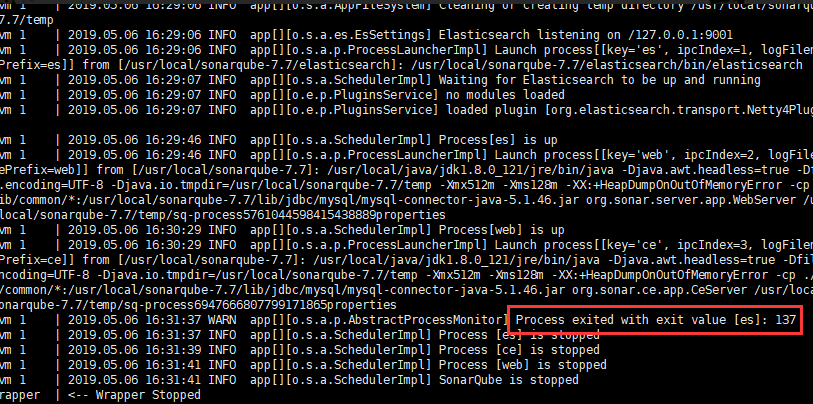 vm 1    | 2019.05.06 16:29:06 INFO  app[][o.s.a.AppFileSystem] Cleaning or creating temp directory /usr/local/sonarqube-
7.7/temp
vm 1    | 2019.05.06 16:29:06 INFO  app[][o.s.a.es.EsSettings] Elasticsearch listening on /127.0.0.1:9001
vm 1    | 2019.05.06 16:29:06 INFO  app[][o.s.a.p.ProcessLauncherImpl] Launch process[[key='es', ipcIndex=1, logFilen
Prefix=es]] from [/usr/local/sonarqube-7.7/elasticsearch]: /usr/local/sonarqube-7.7/elasticsearch/bin/elasticsearch
vm 1    | 2019.05.06 16:29:07 INFO  app[][o.s.a.SchedulerImpl] Waiting for Elasticsearch to be up and running
vm 1    | 2019.05.06 16:29:07 INFO  app[][o.e.p.PluginsService] no modules loaded
vm 1    | 2019.05.06 16:29:07 INFO  app[][o.e.p.PluginsService] loaded plugin [org.elasticsearch.transport.Netty4Plug
vm 1    | 2019.05.06 16:29:46 INFO  app[][o.s.a.SchedulerImpl] Process[es] is up
vm 1    | 2019.05.06 16:29:46 INFO  app[][o.s.a.p.ProcessLauncherImpl] Launch process[[key='web', ipcIndex=2, logFile
ePrefix=web]] from [/usr/local/sonarqube-7.7]: /usr/local/java/jdk1.8.0_121/jre/bin/java -Djava.awt.headless=true -Df
.encoding=UTF-8 -Djava.io.tmpdir=/usr/local/sonarqube-7.7/temp -Xmx512m -Xms128m -XX:+HeapDumpOnOutOfMemoryError -cp
ib/common/*:/usr/local/sonarqube-7.7/lib/jdbc/mysql/mysql-connector-java-5.1.46.jar org.sonar.server.app.WebServer /u
local/sonarqube-7.7/temp/sq-process5761044598415438889properties
vm 1    | 2019.05.06 16:30:29 INFO  app[][o.s.a.SchedulerImpl] Process[web] is up
vm 1    | 2019.05.06 16:30:29 INFO  app[][o.s.a.p.ProcessLauncherImpl] Launch process[[key='ce', ipcIndex=3, logFilen
Prefix=ce]] from [/usr/local/sonarqube-7.7]: /usr/local/java/jdk1.8.0_121/jre/bin/java -Djava.awt.headless=true -Dfil
ncoding=UTF-8 -Djava.io.tmpdir=/usr/local/sonarqube-7.7/temp -Xmx512m -Xms128m -XX:+HeapDumpOnOutOfMemoryError -cp ./
/common/*:/usr/local/sonarqube-7.7/lib/jdbc/mysql/mysql-connector-java-5.1.46.jar org.sonar.ce.app.CeServer /usr/loca
sonarqube-7.7/temp/sq-process6947666807799171865properties
vm 1    | 2019.05.06 16:31:37 WARN  app[][o.s.a.p.AbstractProcessMonitor] Process exited with exit value [es]: 137
vm 1    | 2019.05.06 16:31:37 INFO  app[][o.s.a.SchedulerImpl] Process [es] is stopped
vm 1    | 2019.05.06 16:31:39 INFO  app[][o.s.a.SchedulerImpl] Process [ce] is stopped
vm 1    | 2019.05.06 16:31:41 INFO  app[][o.s.a.SchedulerImpl] Process [web] is stopped
vm 1    | 2019.05.06 16:31:41 INFO  app[][o.s.a.SchedulerImpl] SonarQube is stopped
rapper  | <-- Wrapper Stopped